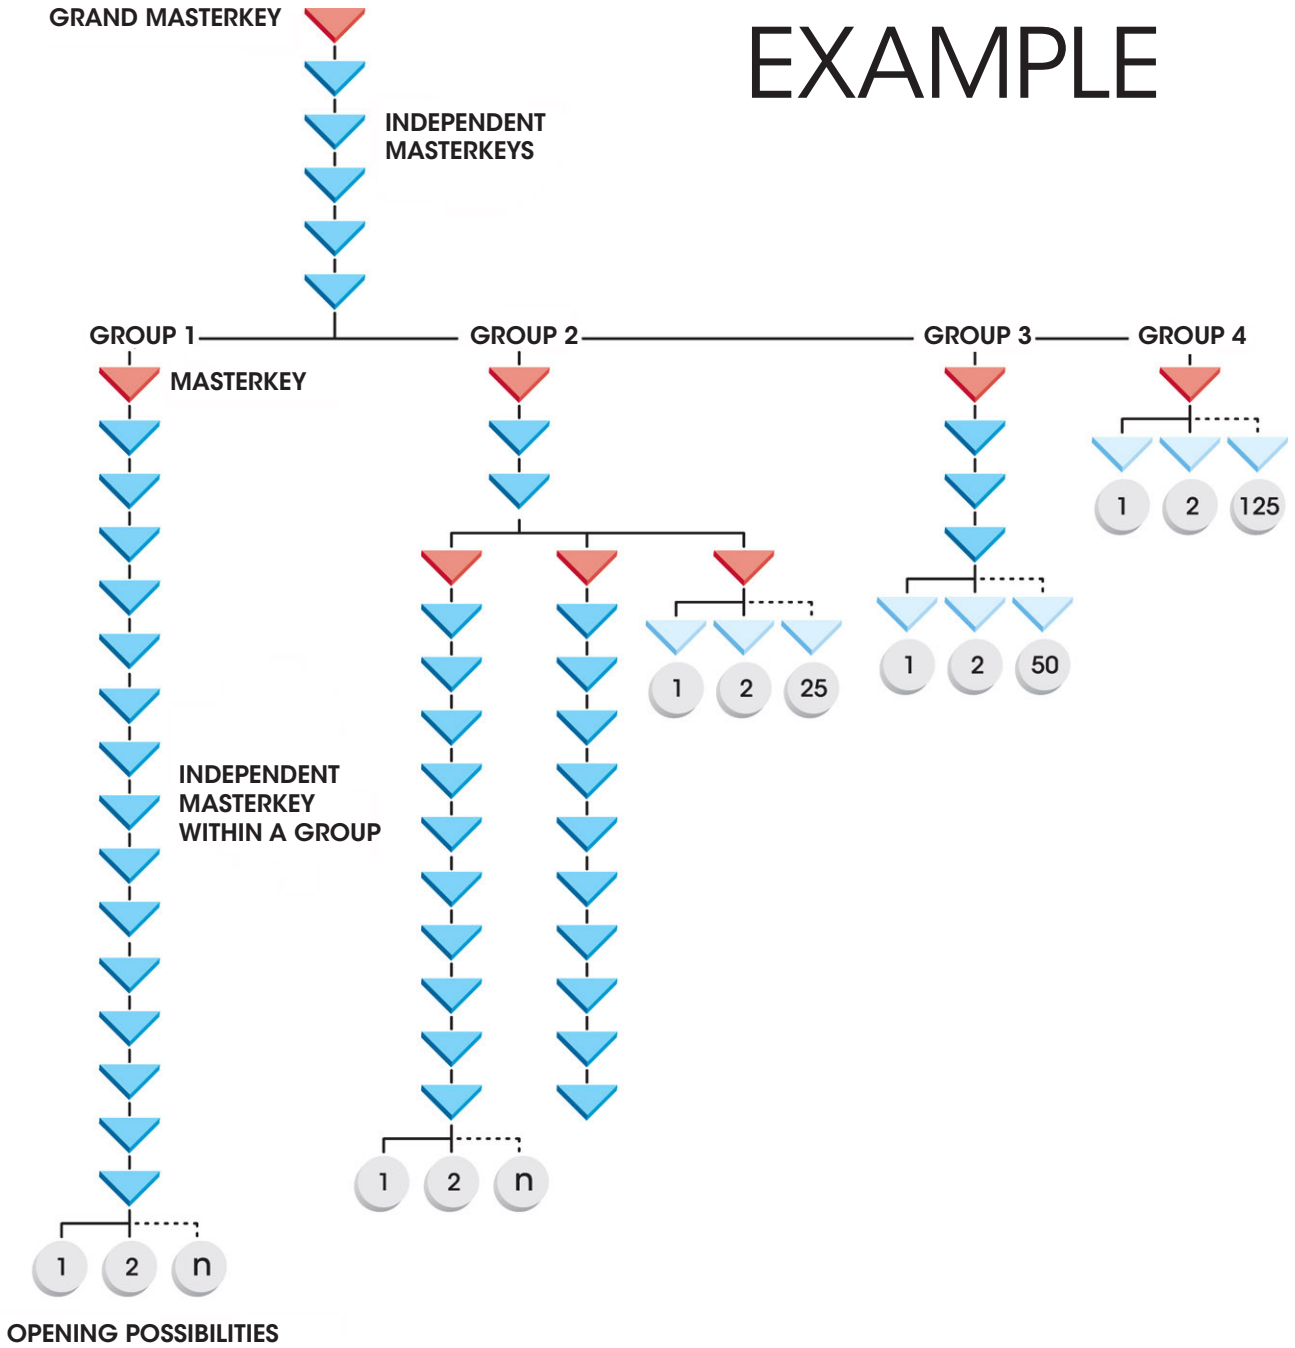 GRAND MASTERKEY
EXAMPLE
INDEPENDENT
MASTERKEYS
GROUP 1
GROUP 2
GROUP 3
GROUP 4
MASTERKEY
1
2
125
1
2
50
1
2
25
INDEPENDENT
MASTERKEY
WITHIN A GROUP
1
2
n
1
2
n
OPENING POSSIBILITIES